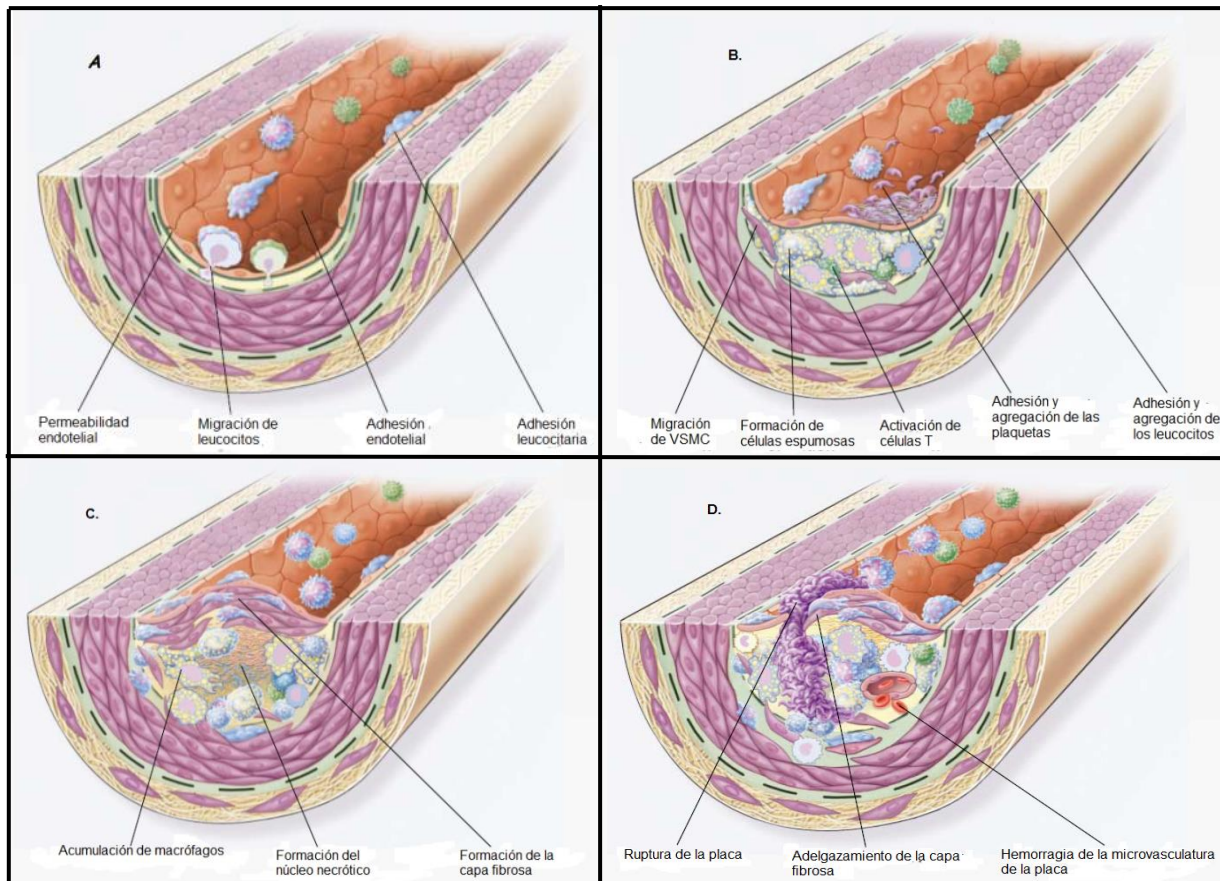 A
Permeabilidad
endotelial
Migración de
leucocitos
Adhesión
endotelial
Adhesión
leucocitaria
B.
Migración
de VSMC
Formación de
células espumosas
Activación de
células T
Adhesión y
agregación de las
plaquetas
Adhesión y
agregación de
los leucocitos
C.
Acumulación de macrófagos
Formación del
núcleo necrótico
Formación de la
capa fibrosa
D.
Ruptura de la placa
Adelgazamiento de la capa
fibrosa
Hemorragia de la microvasculatura
de la placa